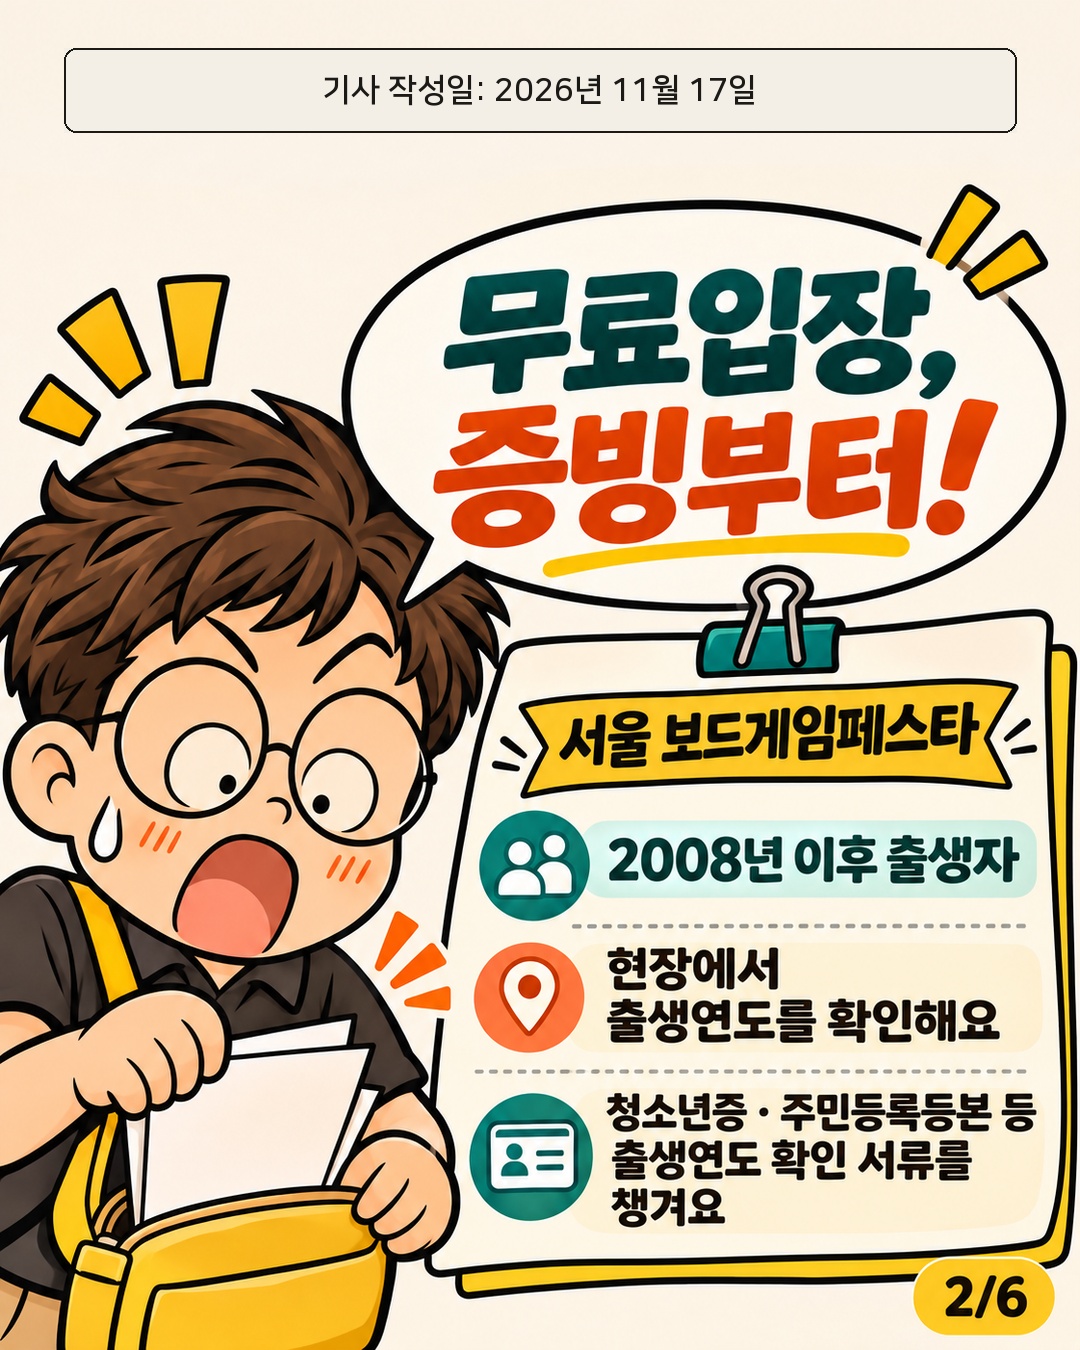 기사 작성일: 2026년 11월 17일
무료입장,
증빙부터!
서울 보드게임페스타
2008년 이후 출생자
현장에서
출생연도를 확인해요
청소년증 · 주민등록등본 등
출생연도 확인 서류를
챙겨요
2/6